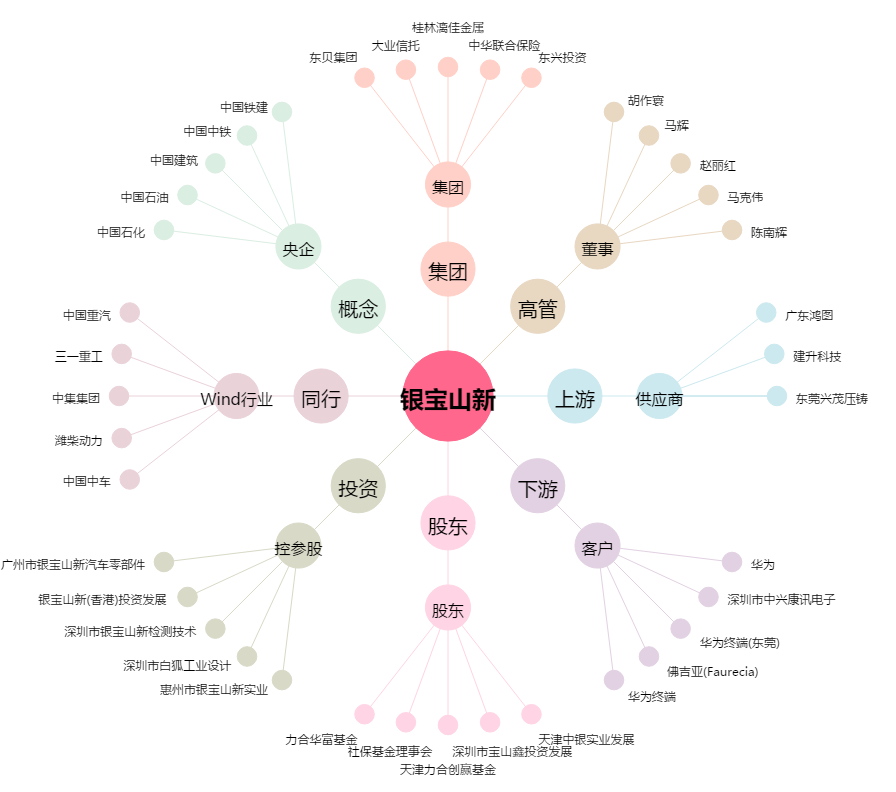 桂林漓佳金属
大业信托
中华联合保险
东贝集团
东兴投资
集团
集团
胡作寰
马辉
赵丽红
马克伟
陈南辉
董事
高管
中国铁建
中国中铁
中国建筑
中国石油
中国石化
央企
概念
银宝山新
广东鸿图
建升科技
东莞兴茂压铸
供应商
上游
中国重汽
三一重工
中集集团
潍柴动力
中国中车
Wind行业
同行
投资
控参股
广州市银宝山新汽车零部件
银宝山新(香港)投资发展
深圳市银宝山新检测技术
深圳市白狐工业设计
惠州市银宝山新实业
下游
客户
华为
深圳市中兴康讯电子
华为终端(东莞)
佛吉亚(Faurecia)
华为终端
股东
股东
力合华富基金
社保基金理事会
天津力合创赢基金
深圳市宝山鑫投资发展
天津中银实业发展